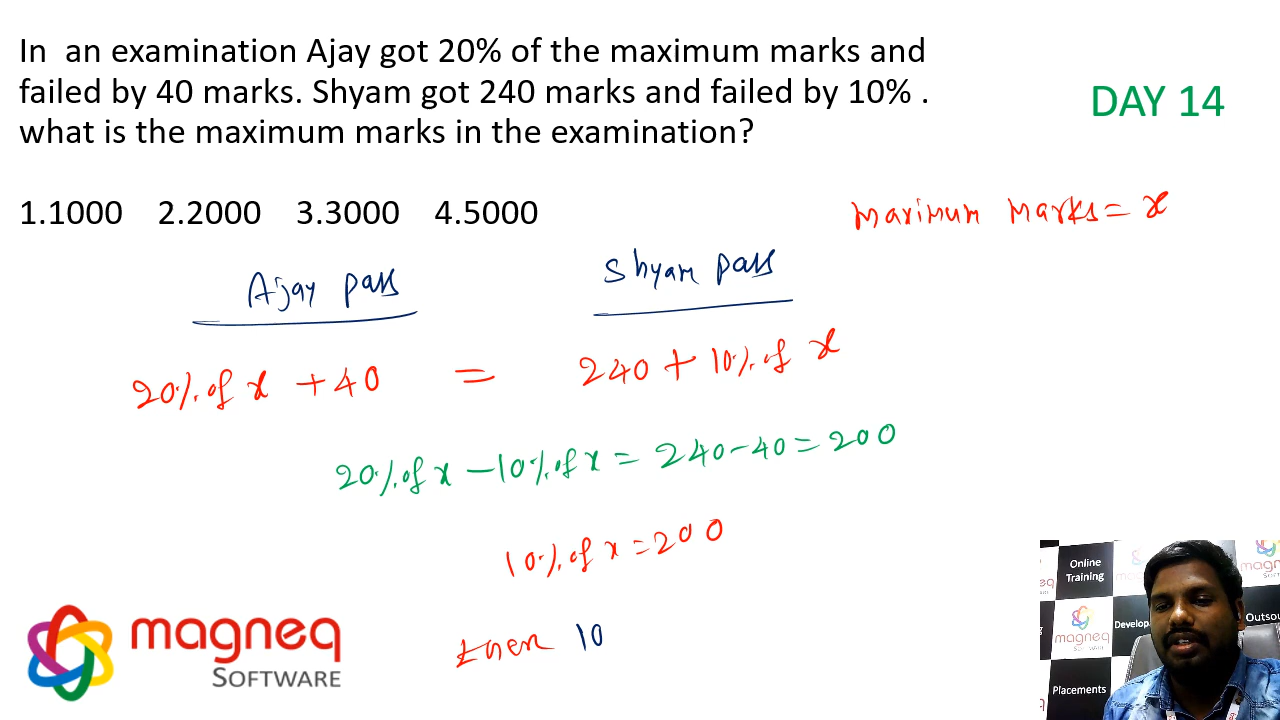 In an examination Ajay got 20% of the maximum marks and
failed by 40 marks. Shyam got 240 marks and failed by 10% .
what is the maximum marks in the examination?
DAY 14
1.1000 2.2000 3.3000 4.5000
Maximum Marks = x
Ajay pass
Shyam pass
20% of x + 40 = 240 + 10% of x
20% of x - 10% of x = 240 - 40 = 200
10% of x = 200
then 10
magneq
SOFTWARE
Online
Training
magneq
Develop
Outsou
Placements